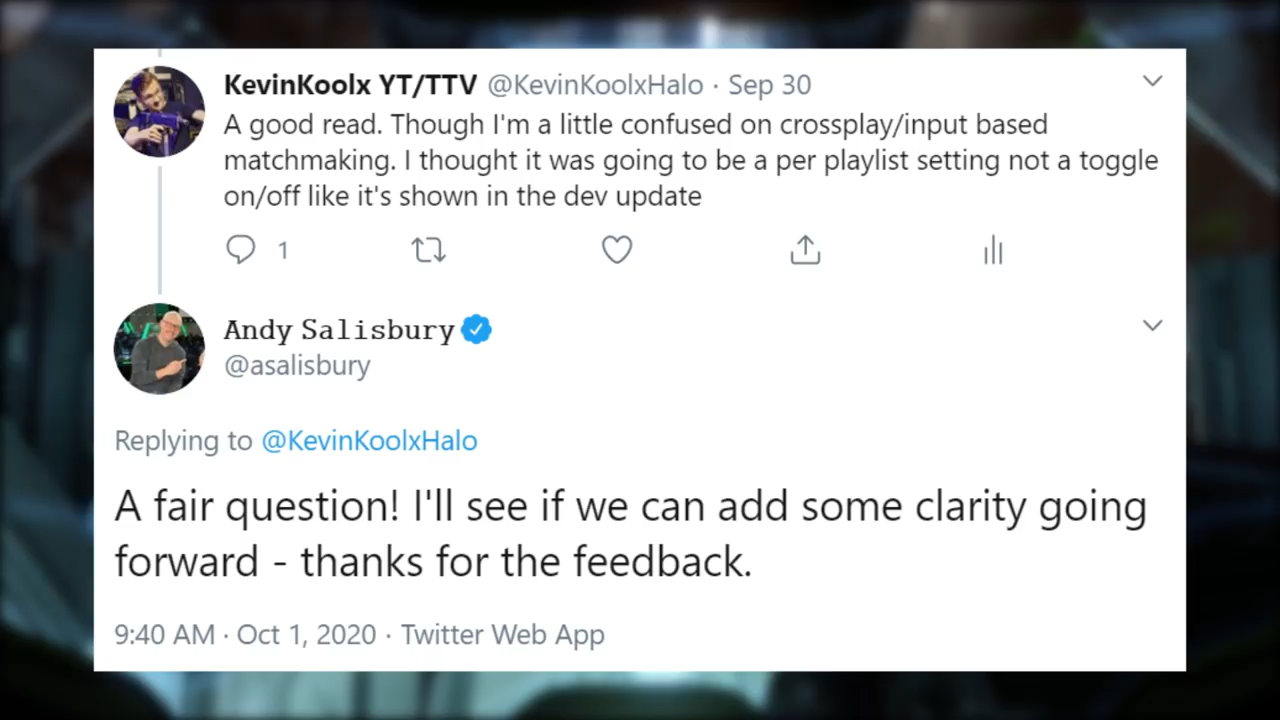 KevinKoolx YT/TTV @KevinKoolxHalo · Sep 30
A good read. Though I'm a little confused on crossplay/input based
matchmaking. I thought it was going to be a per playlist setting not a toggle
on/off like it's shown in the dev update
1
Andy Salisbury
@asalisbury
Replying to @KevinKoolxHalo
A fair question! I'll see if we can add some clarity going
forward - thanks for the feedback.
9:40 AM · Oct 1, 2020 · Twitter Web App